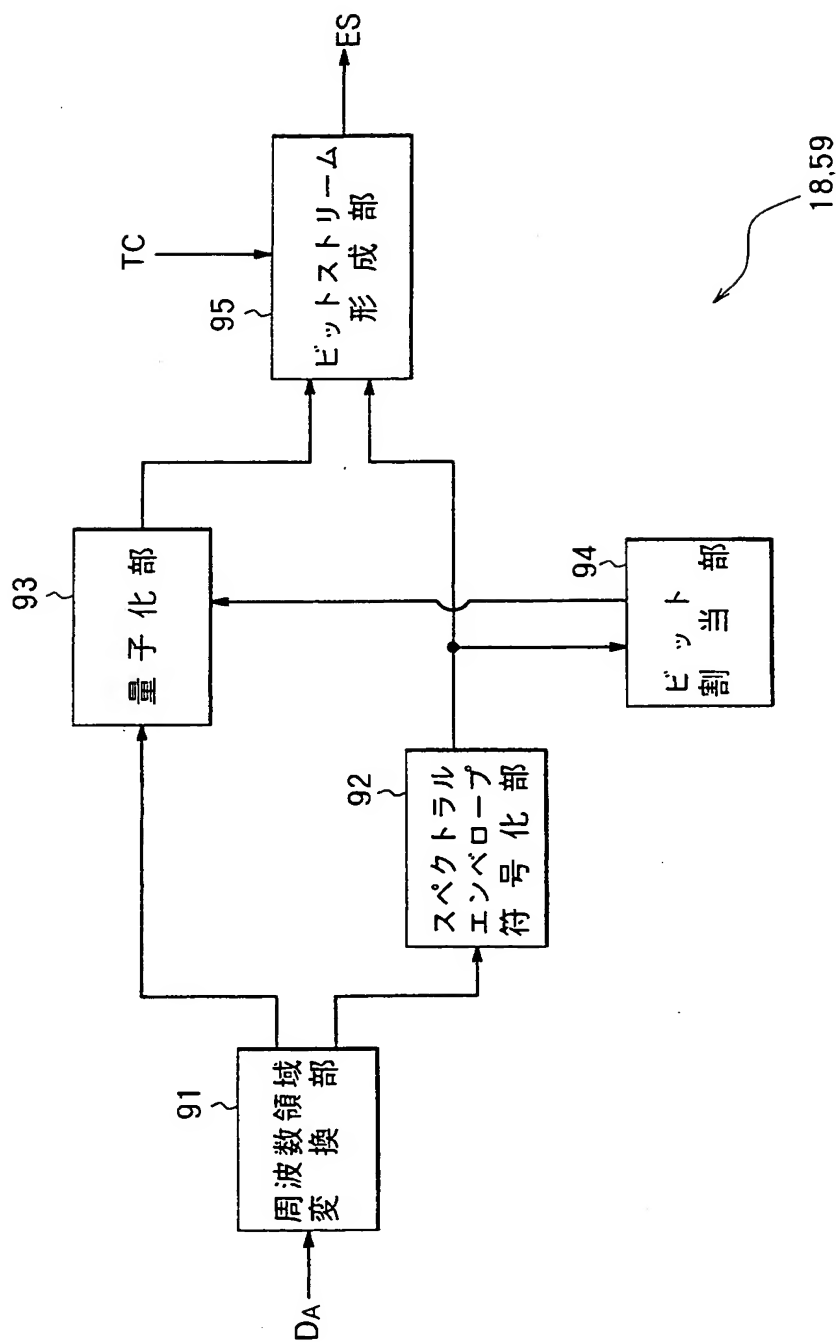 DA
91
周波数領域
変換部
92
スペクトラル
エンベロープ
符号化部
93
量子化部
94
ビット
割当部
TC
95
ビットストリーム
形成部
ES
18,59